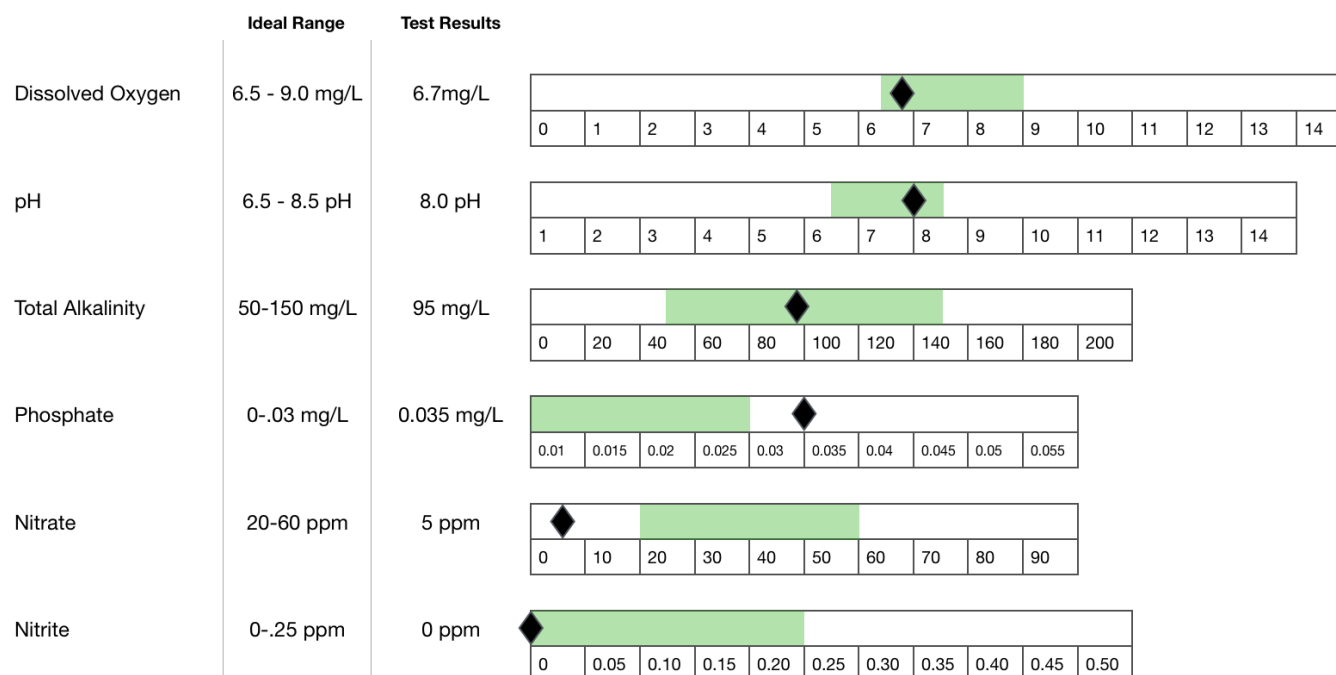 Ideal Range Test Results
Dissolved Oxygen 6.5 - 9.0 mg/L 6.7mg/L
0 1 2 3 4 5 6 7 8 9 10 11 12 13 14
pH 6.5 - 8.5 pH 8.0 pH
1 2 3 4 5 6 7 8 9 10 11 12 13 14
Total Alkalinity 50-150 mg/L 95 mg/L
0 20 40 60 80 100 120 140 160 180 200
Phosphate 0-.03 mg/L 0.035 mg/L
0.01 0.015 0.02 0.025 0.03 0.035 0.04 0.045 0.05 0.055
Nitrate 20-60 ppm 5 ppm
0 10 20 30 40 50 60 70 80 90
Nitrite 0-.25 ppm 0 ppm
0 0.05 0.10 0.15 0.20 0.25 0.30 0.35 0.40 0.45 0.50